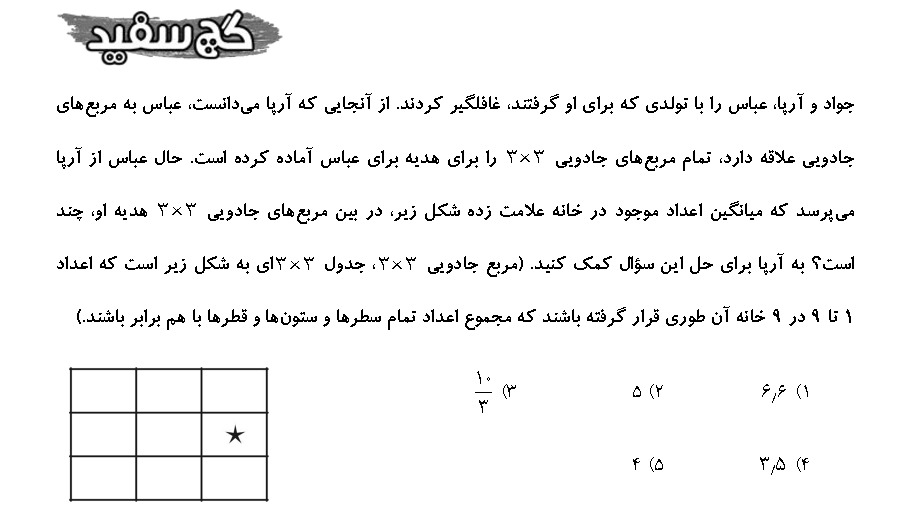 گچ سفید
جواد و آرپا، عباس را با تولدی که برای او گرفتند، غافلگیر کردند. از آنجایی که آرپا می‌دانست، عباس به مربع‌های
جادویی علاقه دارد، تمام مربع‌های جادویی ۳×۳ را برای هدیه برای عباس آماده کرده است. حال عباس از آرپا
می‌پرسد که میانگین اعداد موجود در خانه علامت زده شکل زیر، در بین مربع‌های جادویی ۳×۳ هدیه او، چند
است؟ به آرپا برای حل این سؤال کمک کنید. (مربع جادویی ۳×۳، جدول ۳×۳ای به شکل زیر است که اعداد
۱ تا ۹ در ۹ خانه آن طوری قرار گرفته باشند که مجموع اعداد تمام سطرها و ستون‌ها و قطرها با هم برابر باشند.)
۱) ۶٫۶ ۲) ۵ ۳) ۱۰/۳
۴) ۳٫۵ ۵) ۴